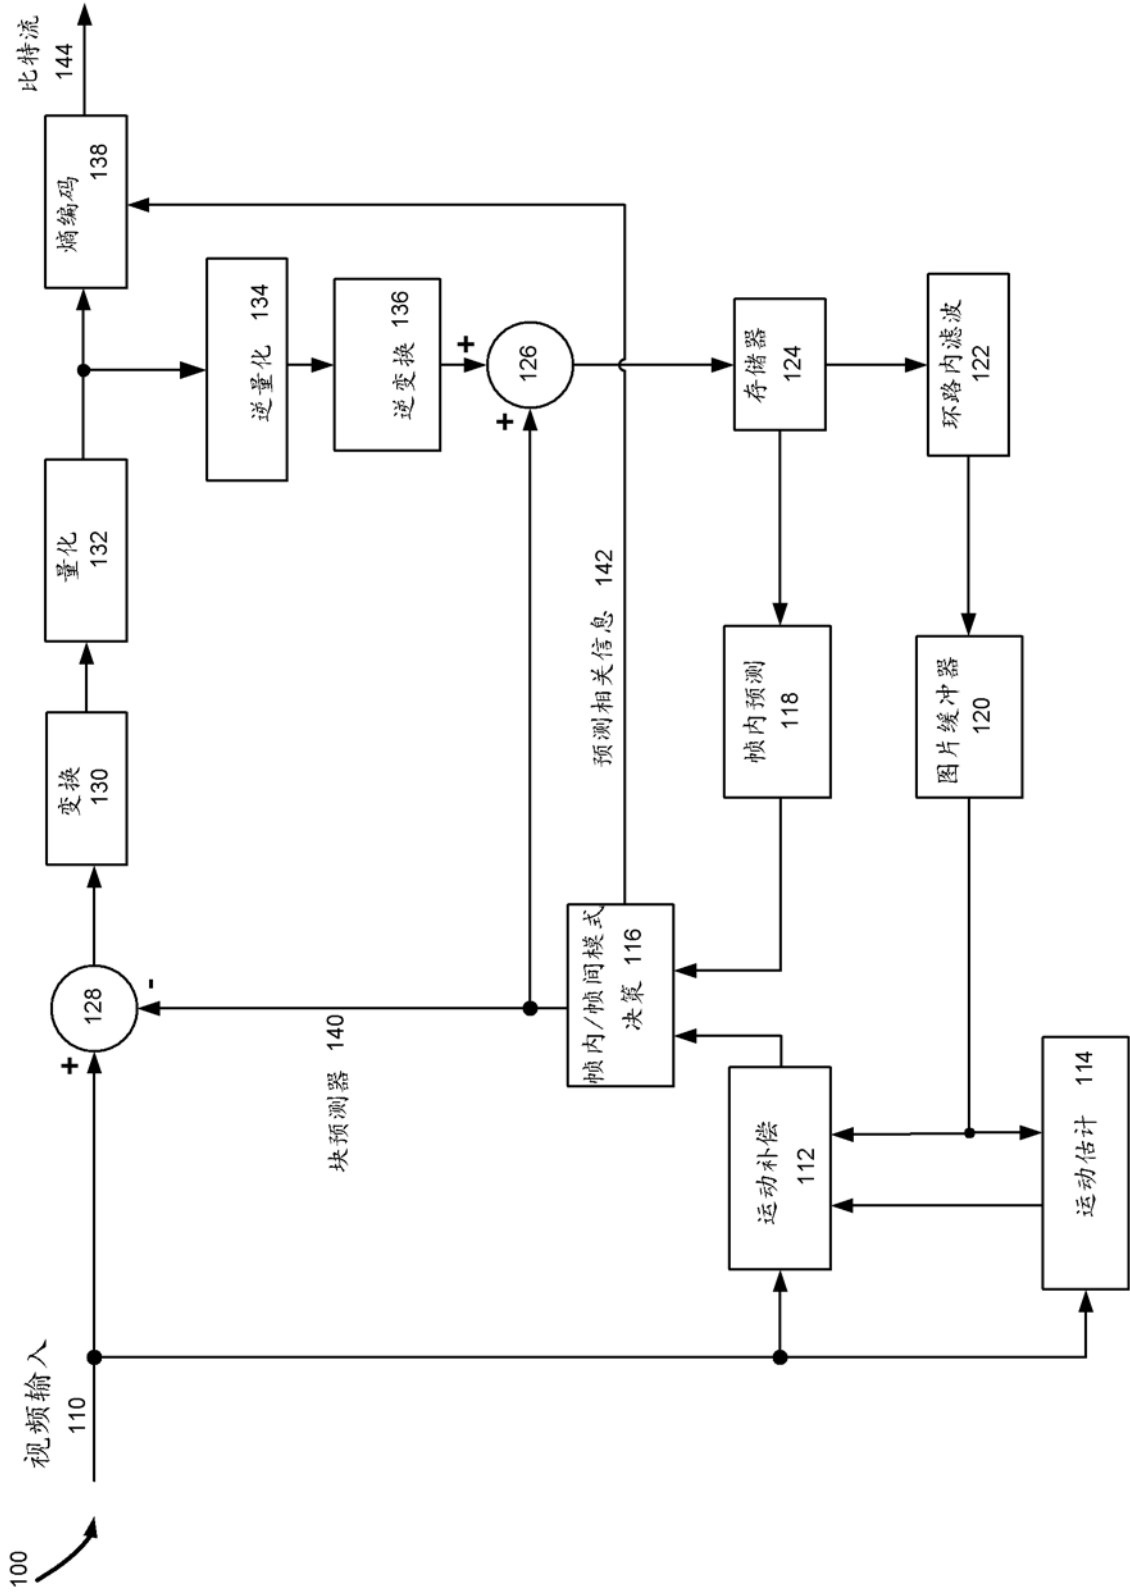 100
视频输入
110
+
128
-
变换
130
量化
132
熵编码
138
比特流
144
逆量化 134
逆变换 136
+
+
126
块预测器 140
预测相关信息 142
帧内/帧间模式
决策 116
存储器
124
帧内预测
118
运动补偿
112
环路内滤波
122
图片缓冲器
120
运动估计 114